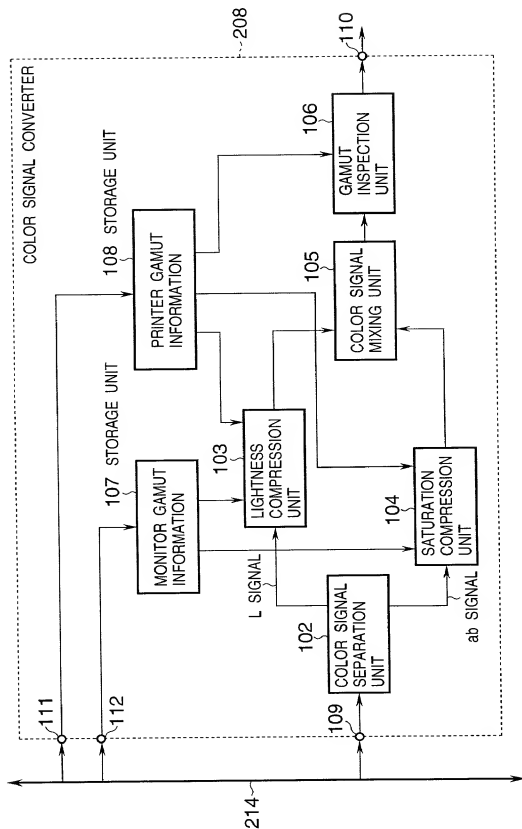 COLOR SIGNAL CONVERTER
208
111
112
109
214
107 STORAGE UNIT
MONITOR GAMUT
INFORMATION
108 STORAGE UNIT
PRINTER GAMUT
INFORMATION
L SIGNAL
103
LIGHTNESS
COMPRESSION
UNIT
102
COLOR SIGNAL
SEPARATION
UNIT
ab SIGNAL
104
SATURATION
COMPRESSION
UNIT
105
COLOR SIGNAL
MIXING UNIT
106
GAMUT
INSPECTION
UNIT
110